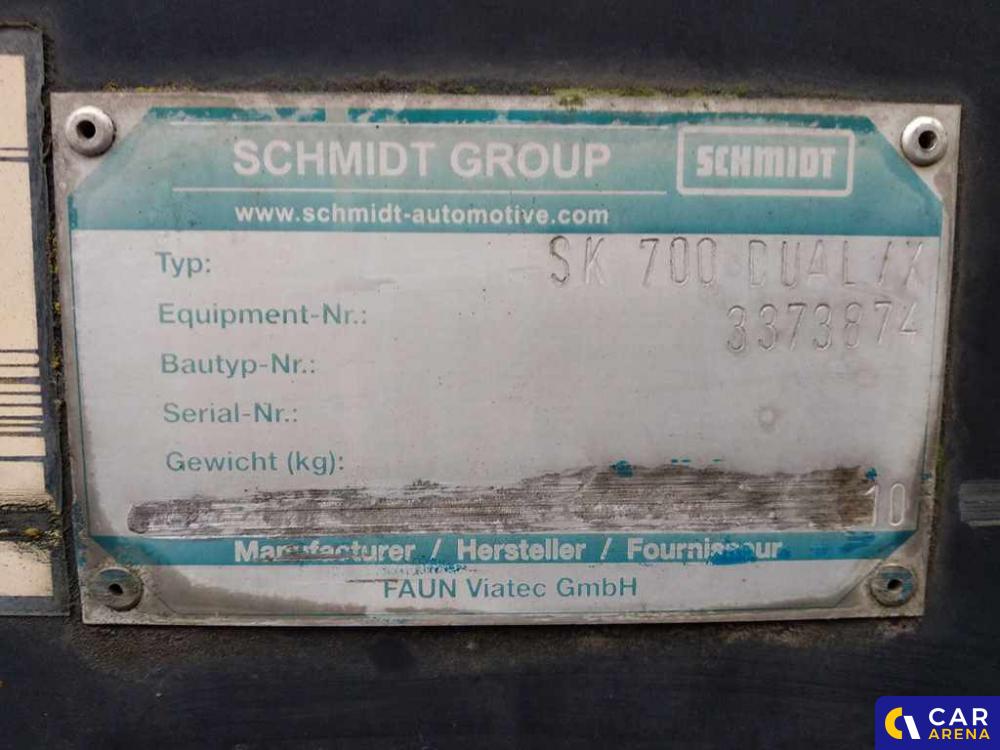 SCHMIDT GROUP
SCHMIDT
www.schmidt-automotive.com
Typ: SK 700 DUAL/X
Equipment-Nr.: 3373874
Bautyp-Nr.:
Serial-Nr.:
Gewicht (kg):
10
Manufacturer / Hersteller / Fournisseur
FAUN Viatec GmbH
CAR
ARENA